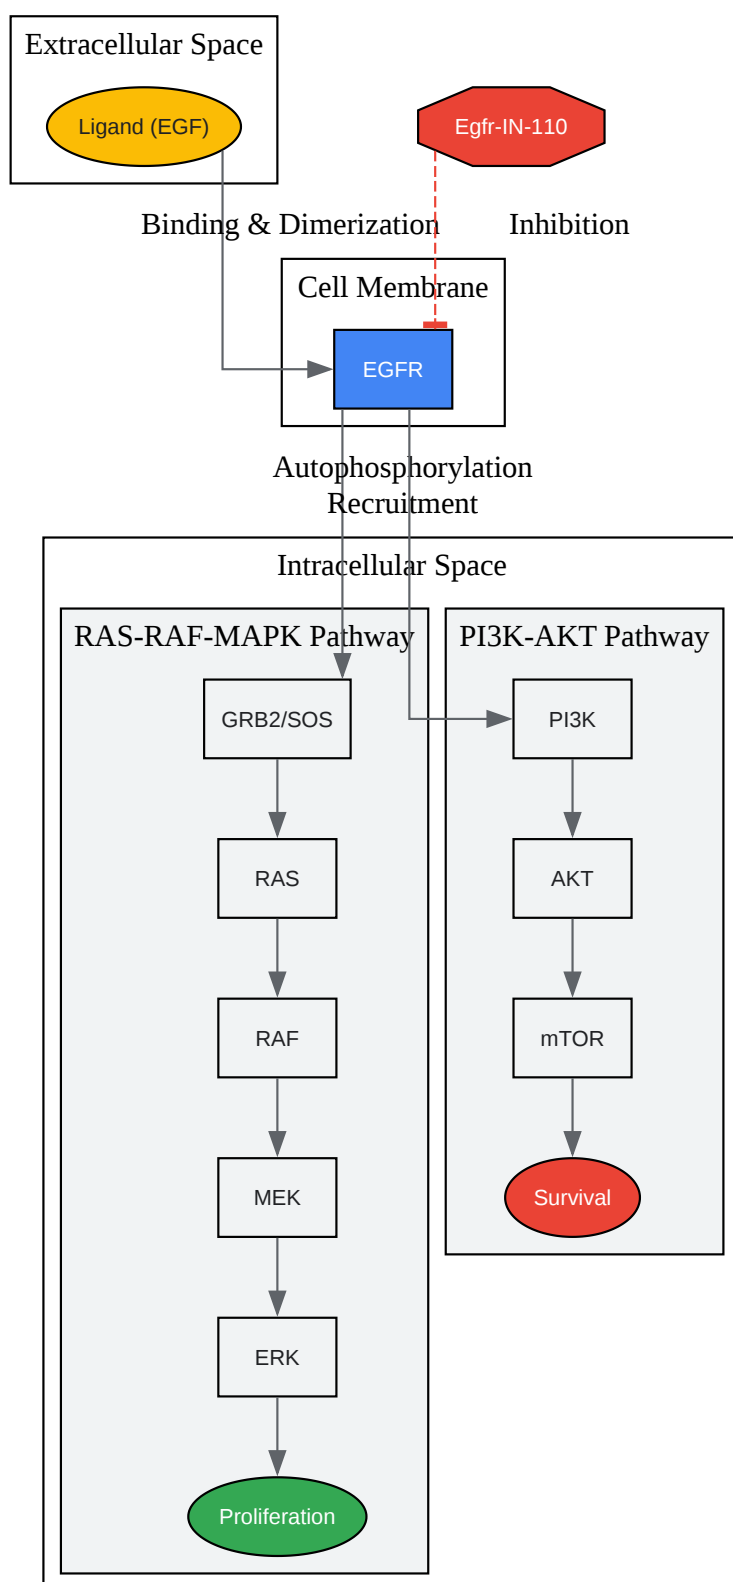 Extracellular Space
Ligand (EGF)
Egfr-IN-110
Binding & Dimerization
Inhibition
Cell Membrane
EGFR
Autophosphorylation
Recruitment
Intracellular Space
RAS-RAF-MAPK Pathway
PI3K-AKT Pathway
GRB2/SOS
PI3K
RAS
AKT
RAF
mTOR
MEK
Survival
ERK
Proliferation